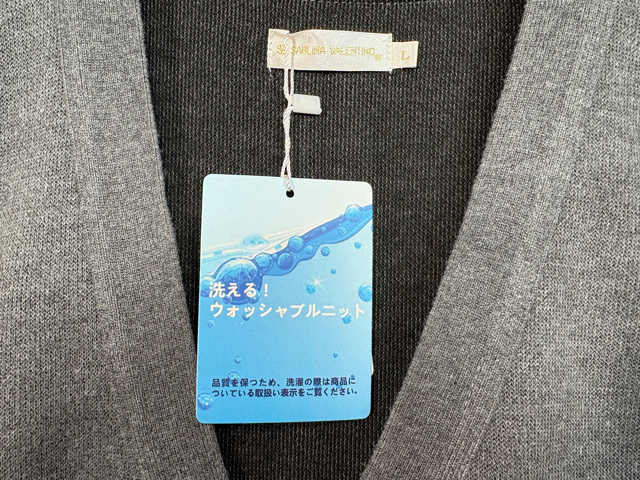 SARLINA VALENTINO
L
洗える！
ウォッシャブルニット
品質を保つため、洗濯の際は商品に
ついている取扱い表示をご覧ください。